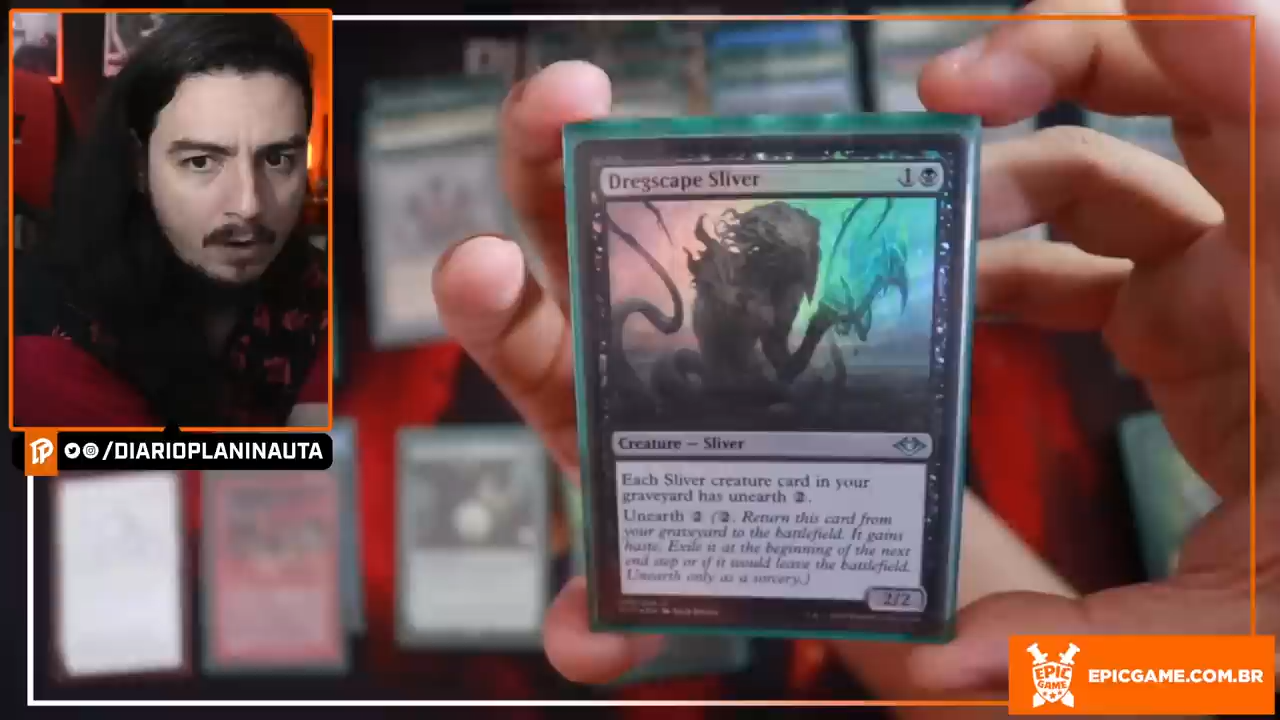 Dregscape Sliver 1
/DIARIOPLANINAUTA
Creature — Sliver
Each Sliver creature card in your
graveyard has unearth 2.
Unearth 2 (2. Return this card from
your graveyard to the battlefield. It gains
haste. Exile it at the beginning of the next
end step or if it would leave the battlefield.
Unearth only as a sorcery.)
2/2
EPIC
GAME
EPICGAME.COM.BR